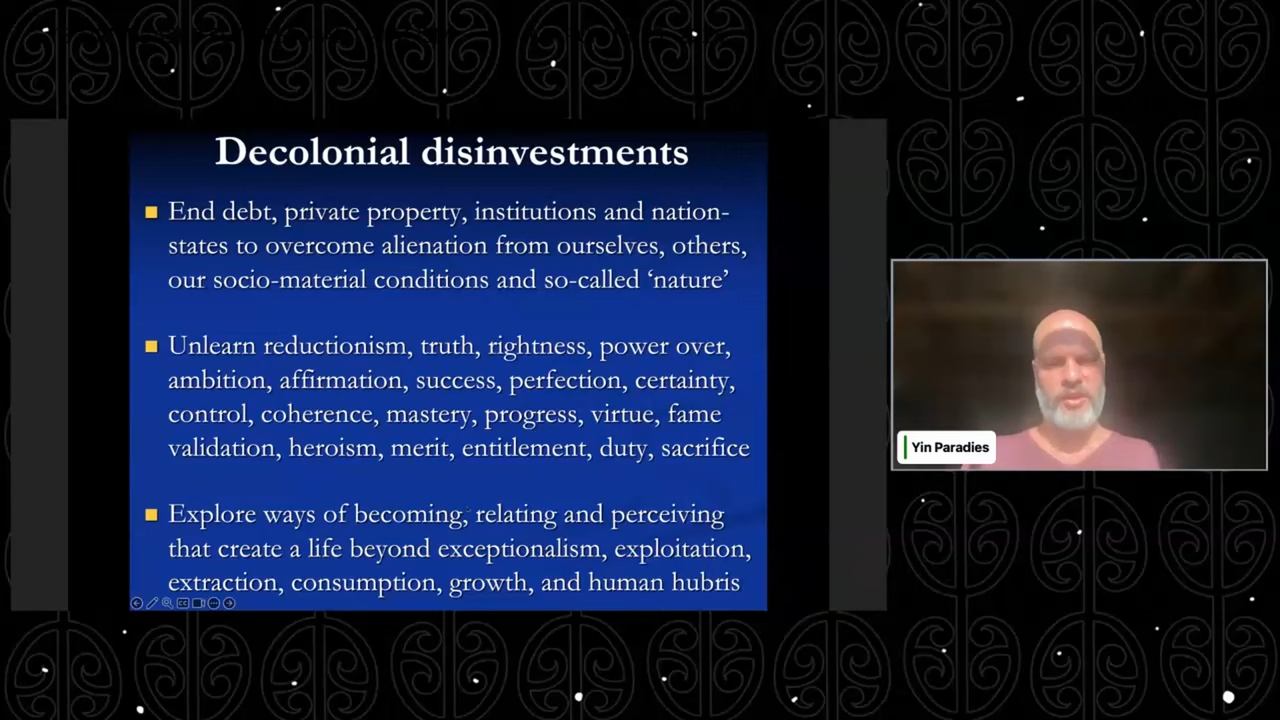 Decolonial disinvestments
End debt, private property, institutions and nation-
states to overcome alienation from ourselves, others,
our socio-material conditions and so-called ‘nature’
Unlearn reductionism, truth, rightness, power over,
ambition, affirmation, success, perfection, certainty,
control, coherence, mastery, progress, virtue, fame
validation, heroism, merit, entitlement, duty, sacrifice
Explore ways of becoming, relating and perceiving
that create a life beyond exceptionalism, exploitation,
extraction, consumption, growth, and human hubris
Yin Paradies